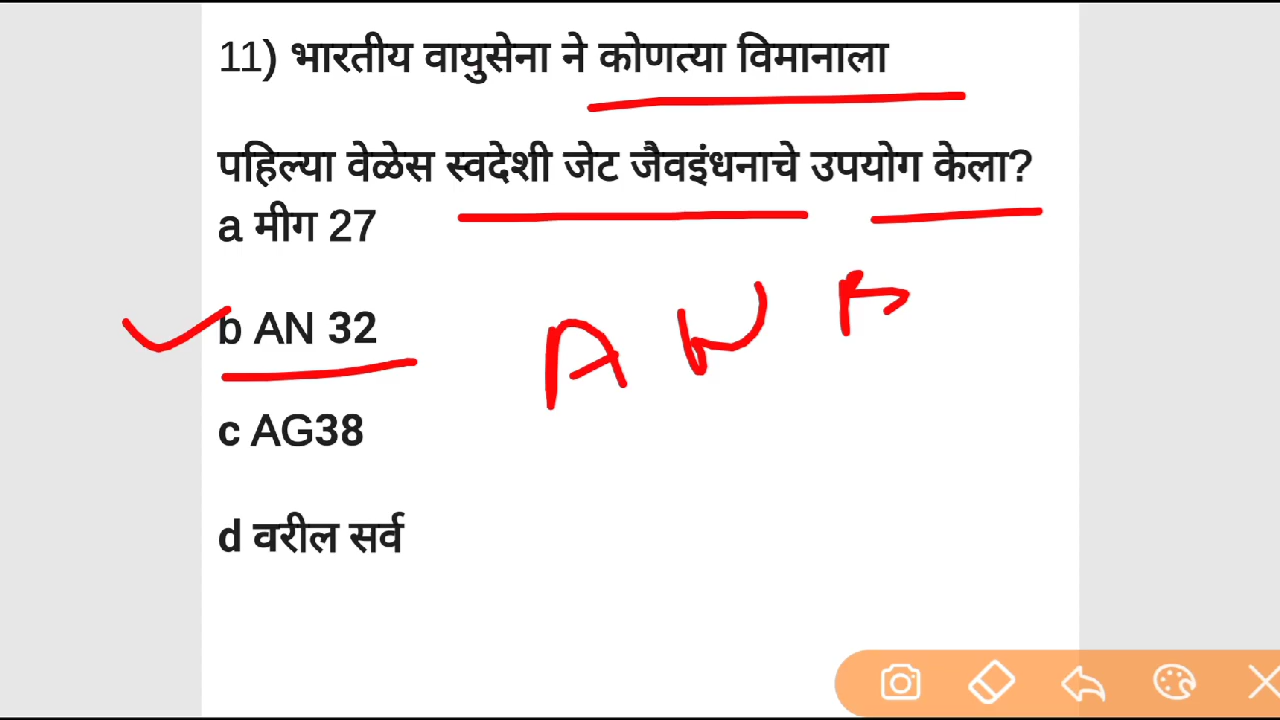 11) भारतीय वायुसेना ने कोणत्या विमानाला
पहिल्या वेळेस स्वदेशी जेट जैवइंधनाचे उपयोग केला?
a मीग 27
b AN 32
c AG38
d वरील सर्व